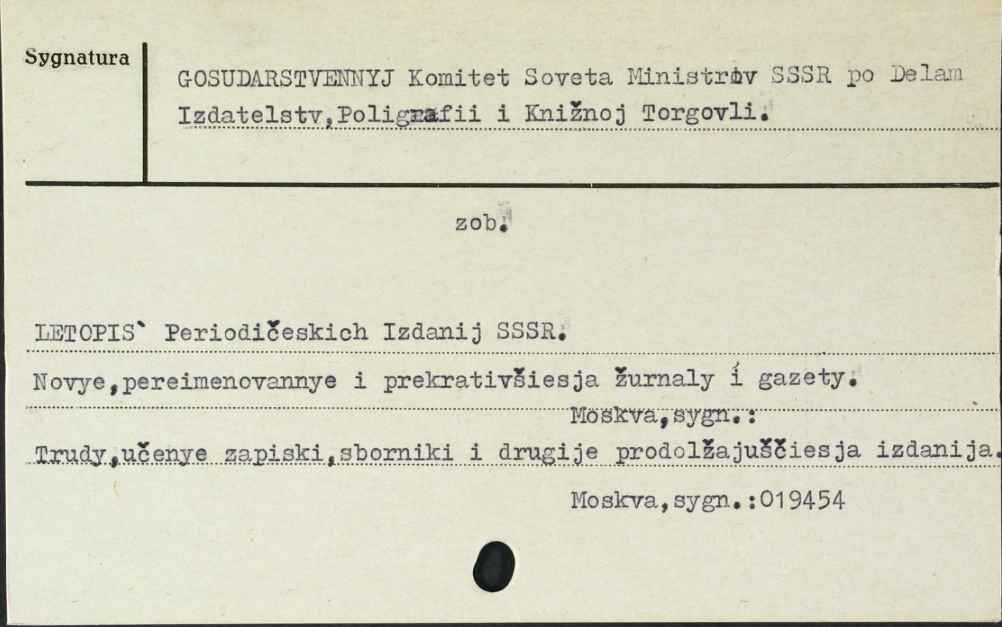 Sygnatura
GOSUDARSTVENNYJ Komitet Soveta Ministrov SSSR po Delam
Izdatelstv,Poligrafii i Knižnoj Torgovli.
zob.
LETOPIS` Periodičeskich Izdanij SSSR.
Novye,pereimenovannye i prekrativšiesja žurnaly i gazety.
Moskva,sygn.:
Trudy,učenye zapiski,sborniki i drugije prodolžajuščiesja izdanija.
Moskva,sygn.:019454